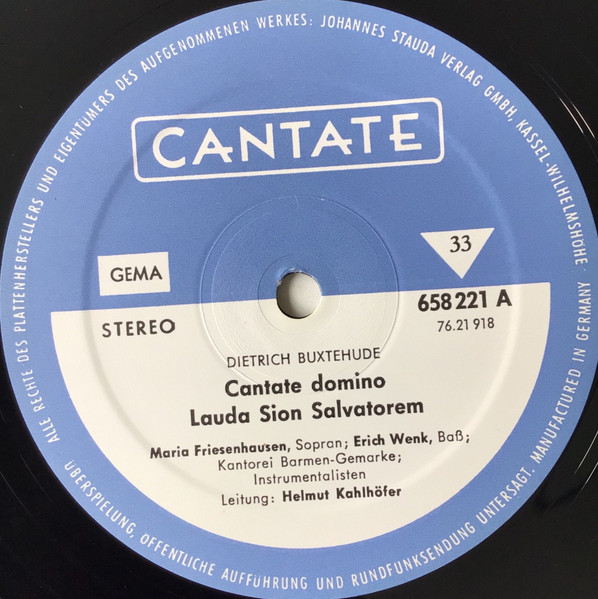 ALLE RECHTE DES PLATTENHERSTELLERS UND EIGENTÜMERS DES AUFGENOMMENEN WERKES: JOHANNES STAUDA VERLAG GMBH, KASSEL-WILHELMSHÖHE
CANTATE
GEMA
33
STEREO
658 221 A
76.21 918
DIETRICH BUXTEHUDE
Cantate domino
Lauda Sion Salvatorem
Maria Friesenhausen, Sopran; Erich Wenk, Baß;
Kantorei Barmen-Gemarke;
Instrumentalisten
Leitung: Helmut Kahlhöfer
ÜBERSPIELUNG, ÖFFENTLICHE AUFFÜHRUNG UND RUNDFUNKSENDUNG UNTERSAGT. MANUFACTURED IN GERMANY